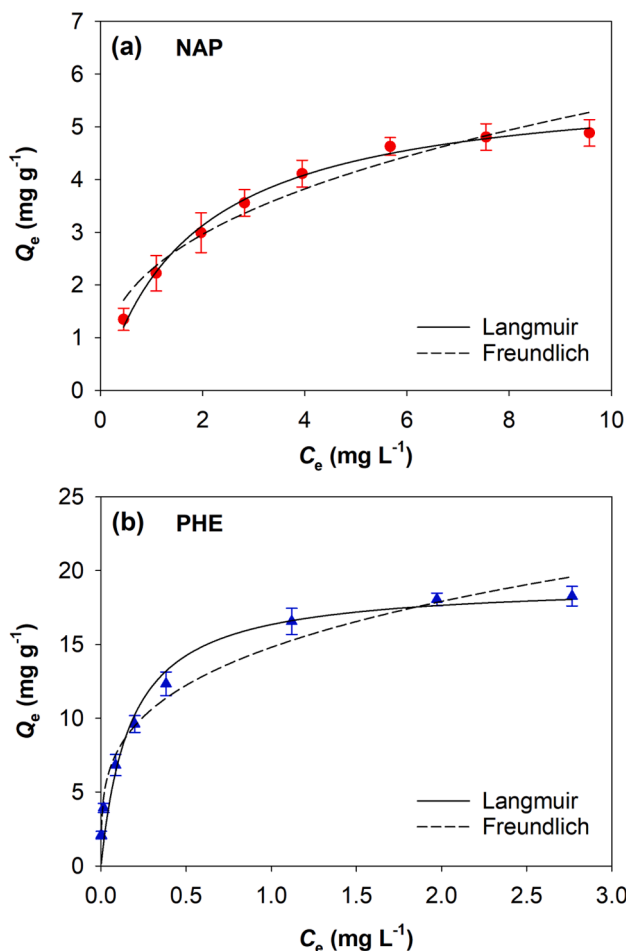 (a) NAP
7
6
5
4
3
2
1
0
Qe (mg g-1)
Langmuir
Freundlich
0 2 4 6 8 10
Ce (mg L-1)
(b) PHE
25
20
15
10
5
0
Qe (mg g-1)
Langmuir
Freundlich
0.0 0.5 1.0 1.5 2.0 2.5 3.0
Ce (mg L-1)